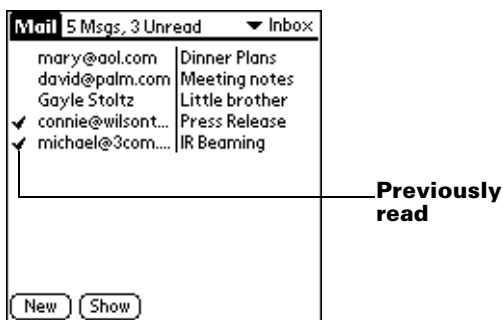 Mail 5 Msgs, 3 Unread Inbox
mary@aol.com Dinner Plans
david@palm.com Meeting notes
Gayle Stoltz Little brother
connie@wilsont... Press Release
michael@3com.... IR Beaming
Previously
read
New Show